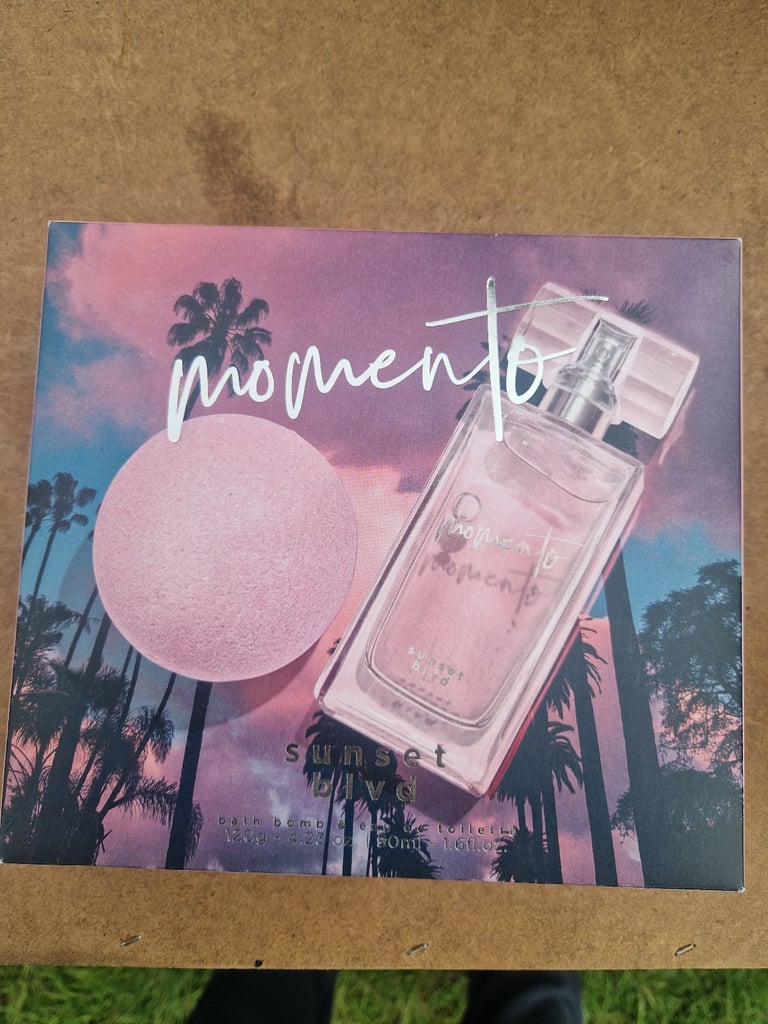 momento
momento
sunset
blvd
sunset
blvd
bath bomb & eau de toilette
120g - 4.23 oz. | 50ml - 1.6fl.oz.